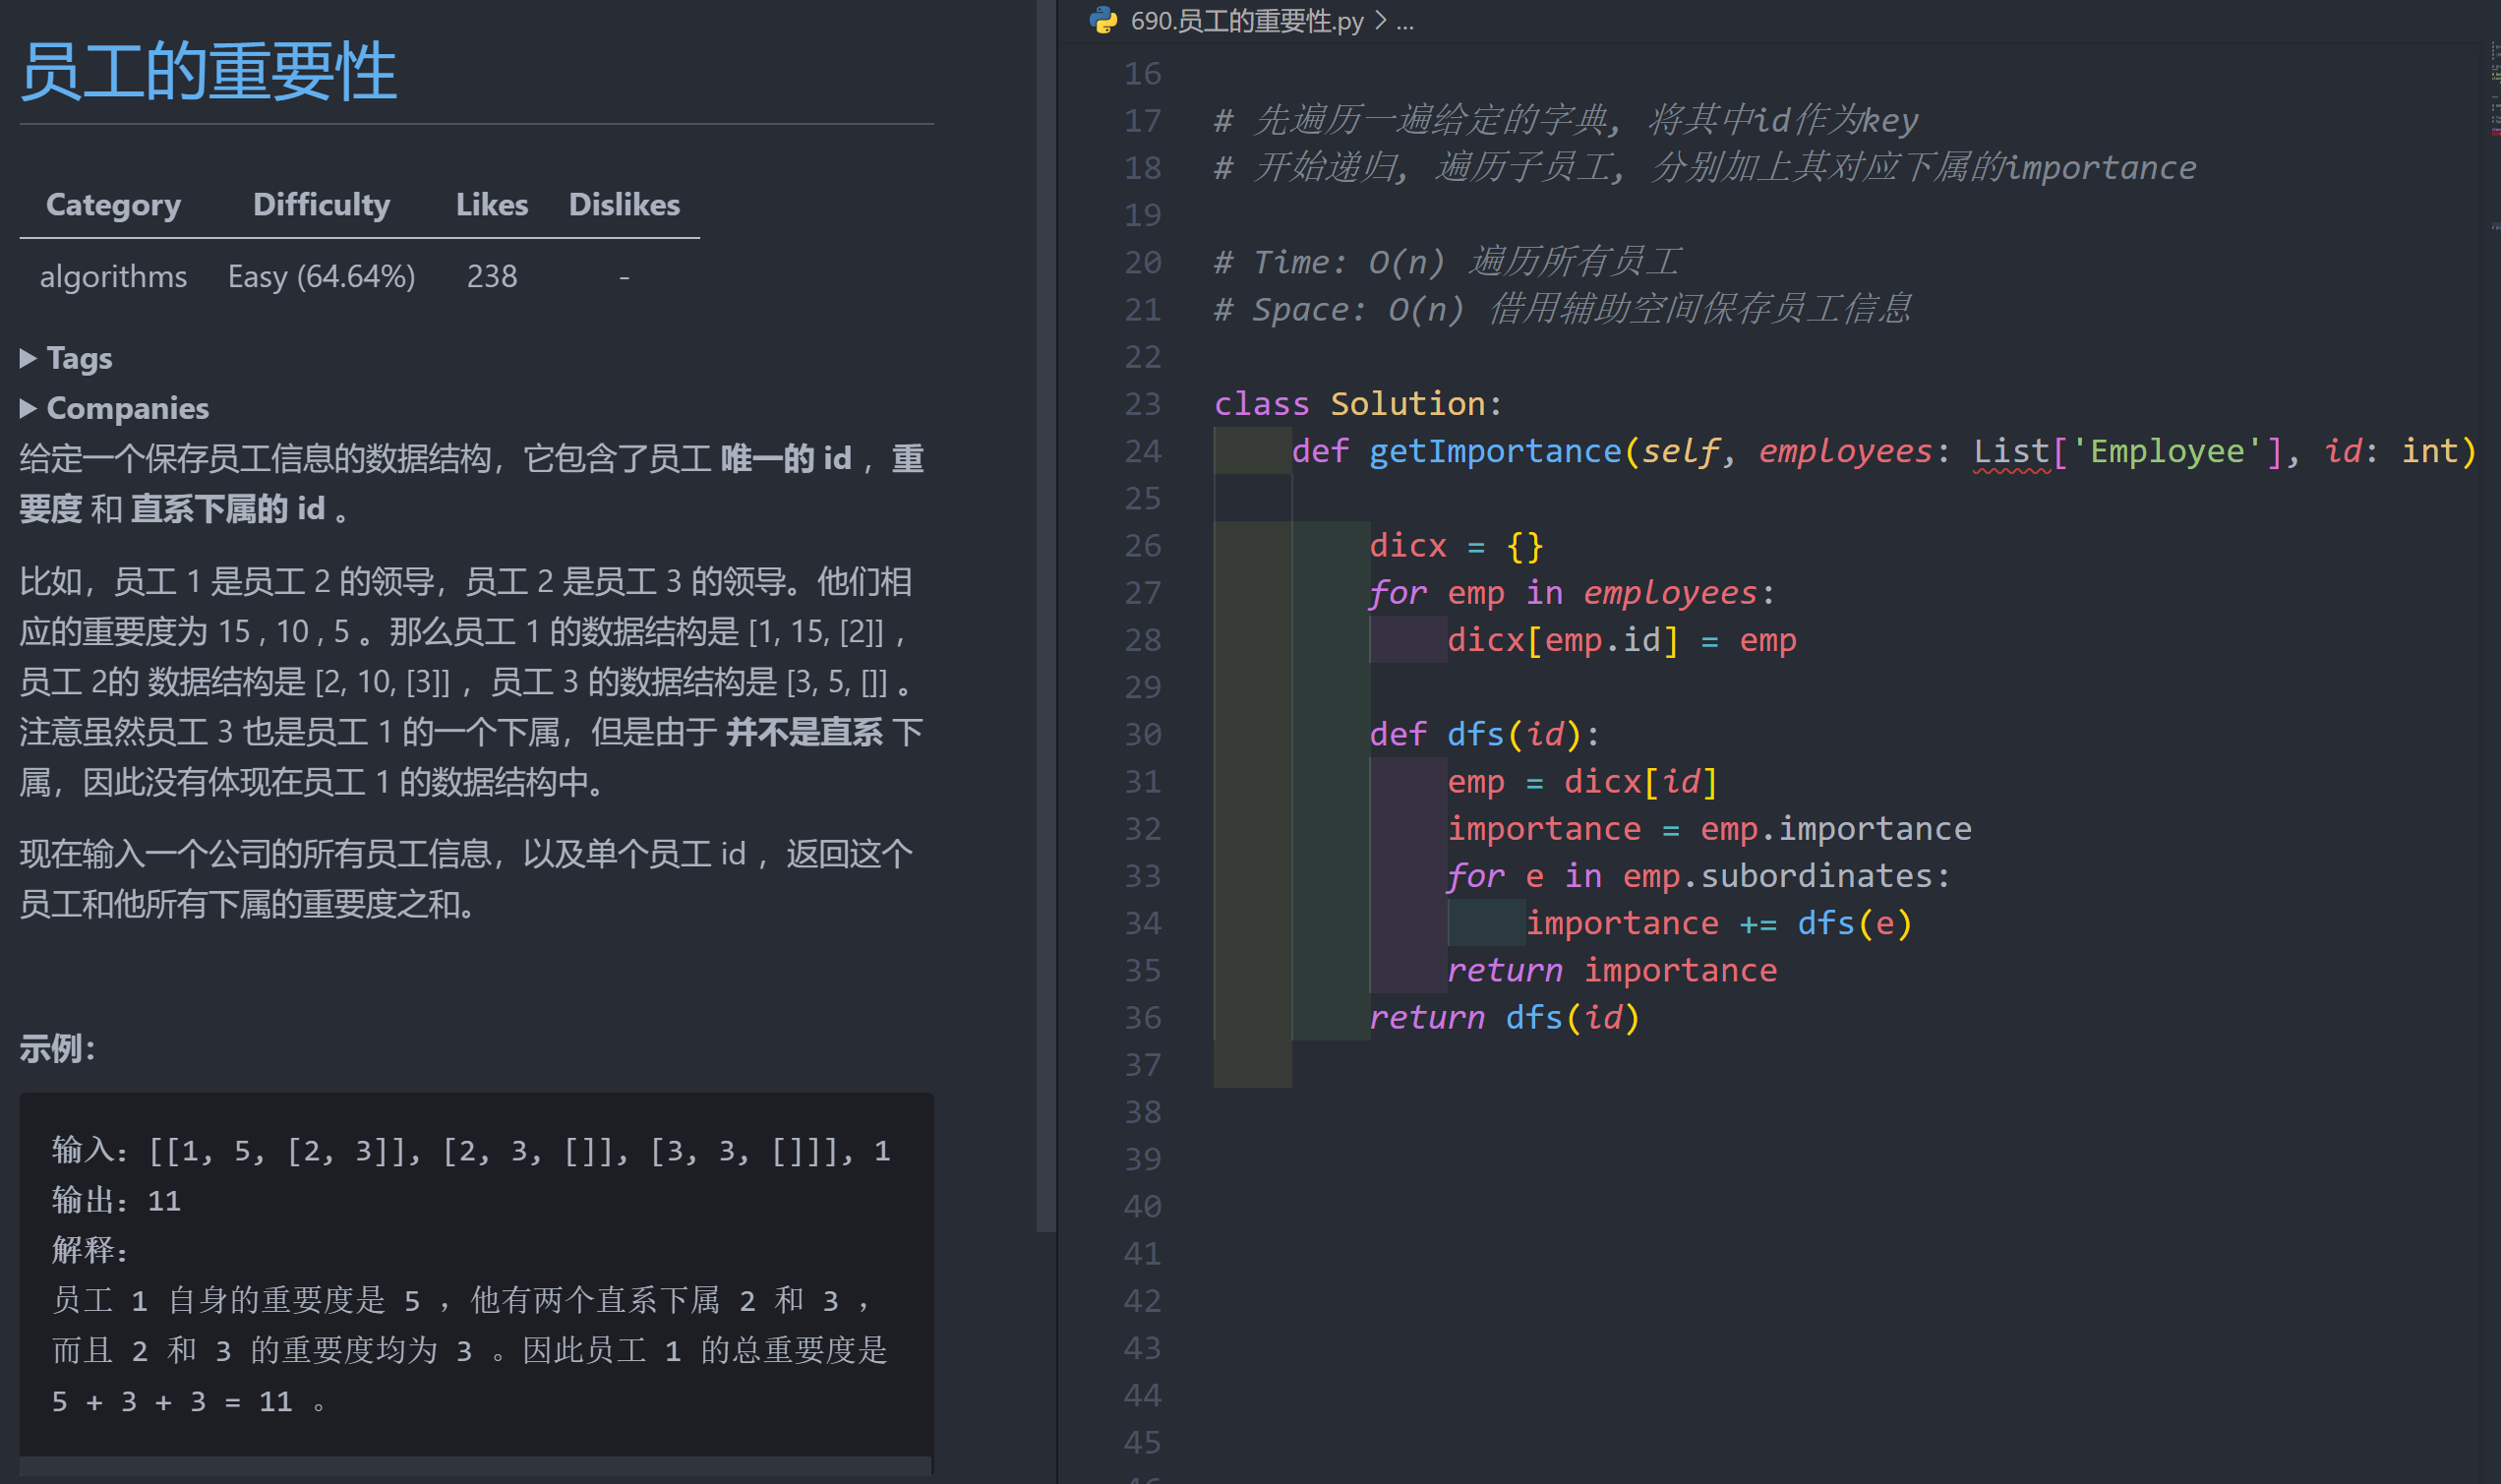 员工的重要性
Category Difficulty Likes Dislikes
algorithms Easy (64.64%) 238 -
▶ Tags
▶ Companies
给定一个保存员工信息的数据结构，它包含了员工 唯一的 id ，重
要度 和 直系下属的 id 。
比如，员工 1 是员工 2 的领导，员工 2 是员工 3 的领导。他们相
应的重要度为 15 , 10 , 5 。那么员工 1 的数据结构是 [1, 15, [2]] ，
员工 2的 数据结构是 [2, 10, [3]] ，员工 3 的数据结构是 [3, 5, []] 。
注意虽然员工 3 也是员工 1 的一个下属，但是由于 并不是直系 下
属，因此没有体现在员工 1 的数据结构中。
现在输入一个公司的所有员工信息，以及单个员工 id ，返回这个
员工和他所有下属的重要度之和。
示例：
输入：[[1, 5, [2, 3]], [2, 3, []], [3, 3, []]], 1
输出：11
解释：
员工 1 自身的重要度是 5 ，他有两个直系下属 2 和 3 ，
而且 2 和 3 的重要度均为 3 。因此员工 1 的总重要度是
5 + 3 + 3 = 11 。
690.员工的重要性.py > ...
16
17 # 先遍历一遍给定的字典, 将其中id作为key
18 # 开始递归, 遍历子员工, 分别加上其对应下属的importance
19
20 # Time: O(n) 遍历所有员工
21 # Space: O(n) 借用辅助空间保存员工信息
22
23 class Solution:
24     def getImportance(self, employees: List['Employee'], id: int)
25
26         dicx = {}
27         for emp in employees:
28             dicx[emp.id] = emp
29
30         def dfs(id):
31             emp = dicx[id]
32             importance = emp.importance
33             for e in emp.subordinates:
34                 importance += dfs(e)
35             return importance
36         return dfs(id)
37
38
39
40
41
42
43
44
45